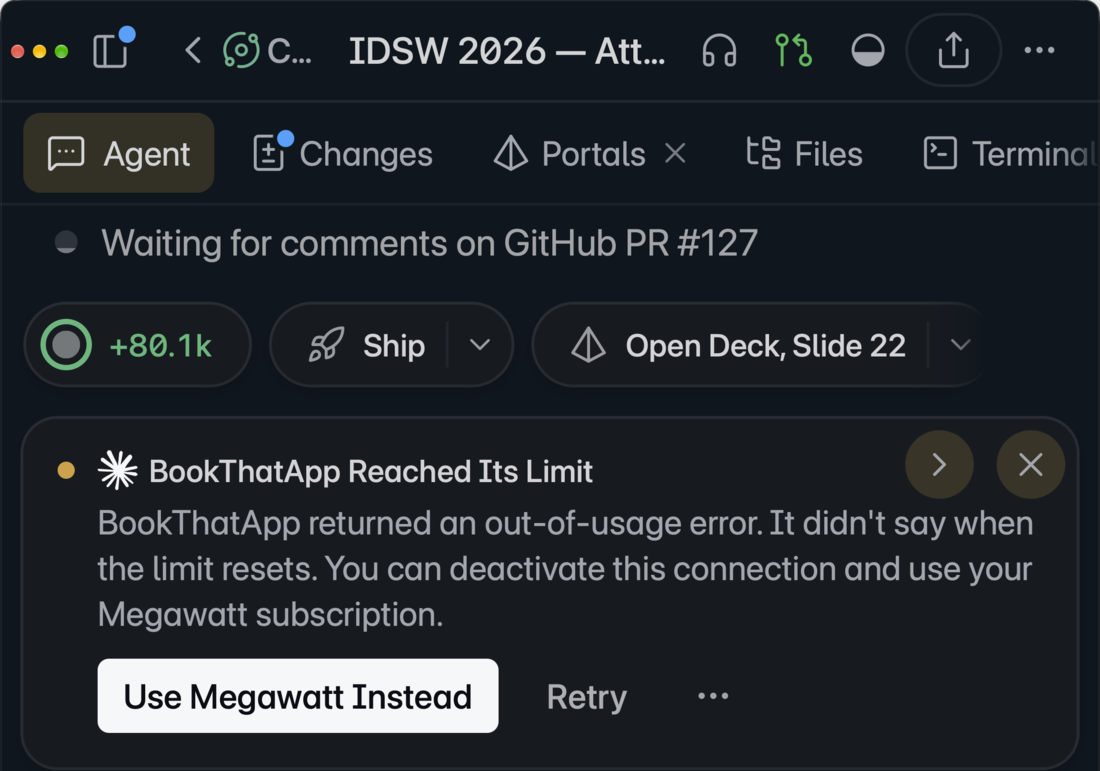 C... IDSW 2026 — Att...
Agent Changes Portals Files Terminal
Waiting for comments on GitHub PR #127
+80.1k Ship Open Deck, Slide 22
BookThatApp Reached Its Limit
BookThatApp returned an out-of-usage error. It didn't say when
the limit resets. You can deactivate this connection and use your
Megawatt subscription.
Use Megawatt Instead Retry